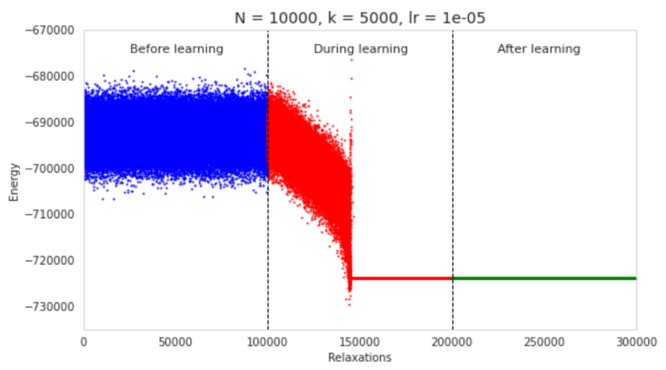 N = 10000, k = 5000, lr = 1e-05
Before learning During learning After learning
−670000
−680000
−690000
−700000
−710000
−720000
−730000
Energy
0 50000 100000 150000 200000 250000 300000
Relaxations